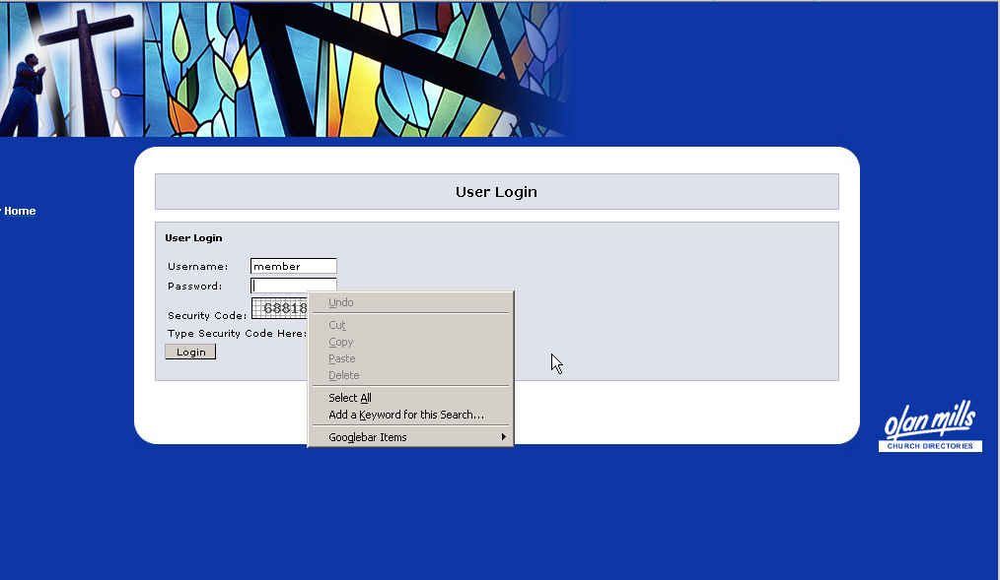 User Login
Home
User Login
Username: member
Password:
Security Code:
Type Security Code Here:
Login
Undo
Cut
Copy
Paste
Delete
Select All
Add a Keyword for this Search...
Googlebar Items
olan mills
CHURCH DIRECTORIES